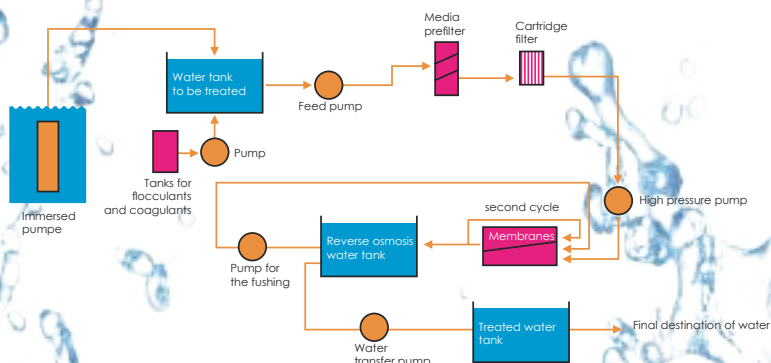 Media
prefilter
Cartridge
filter
Water tank
to be treated
Feed pump
Pump
Tanks for
flocculants
and coagulants
Immersed
pumpe
High pressure pump
second cycle
Membranes
Reverse osmosis
water tank
Pump for
the fushing
Treated water
tank
Final destination of water
Water
transfer pump